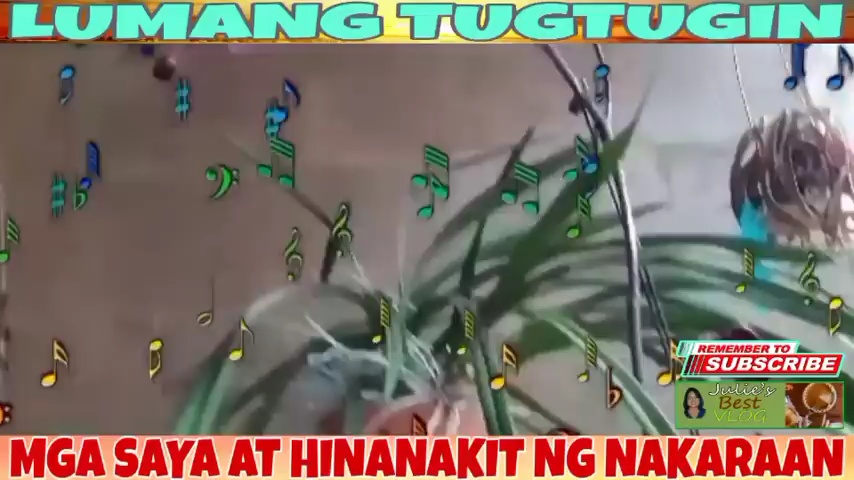 LUMANG TUGTUGIN
REMEMBER TO
SUBSCRIBE
Julie's
Best
VLOG
MGA SAYA AT HINANAKIT NG NAKARAAN